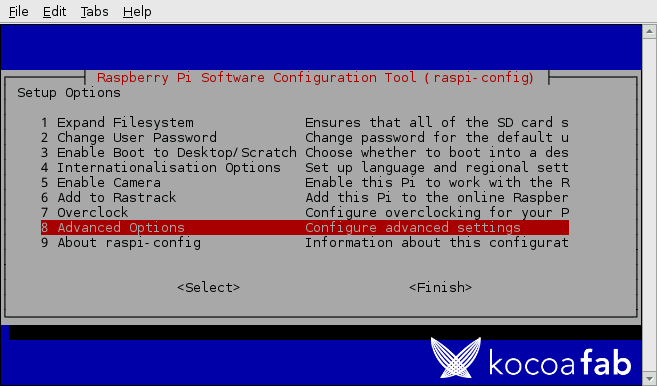 File Edit Tabs Help
Raspberry Pi Software Configuration Tool (raspi-config)
Setup Options
1 Expand Filesystem Ensures that all of the SD card s
2 Change User Password Change password for the default u
3 Enable Boot to Desktop/Scratch Choose whether to boot into a des
4 Internationalisation Options Set up language and regional sett
5 Enable Camera Enable this Pi to work with the R
6 Add to Rastrack Add this Pi to the online Raspber
7 Overclock Configure overclocking for your P
8 Advanced Options Configure advanced settings
9 About raspi-config Information about this configurat
<Select> <Finish>
kocoafab